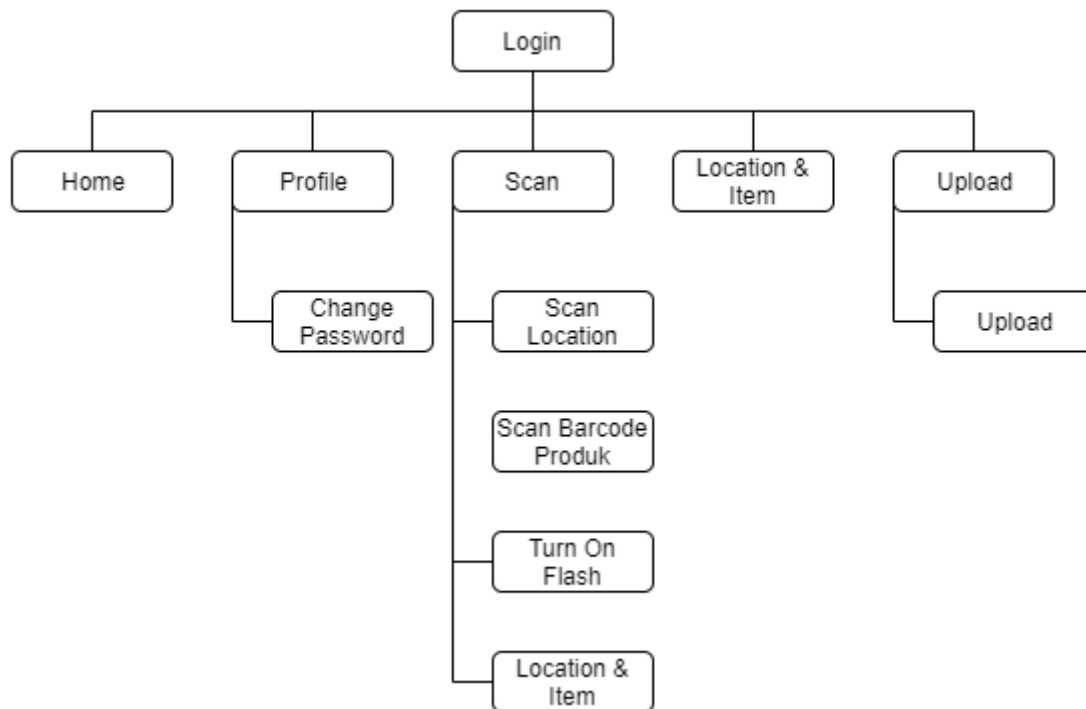 Login
Home
Profile
Scan
Location &
Item
Upload
Change
Password
Scan
Location
Upload
Scan Barcode
Produk
Turn On
Flash
Location &
Item